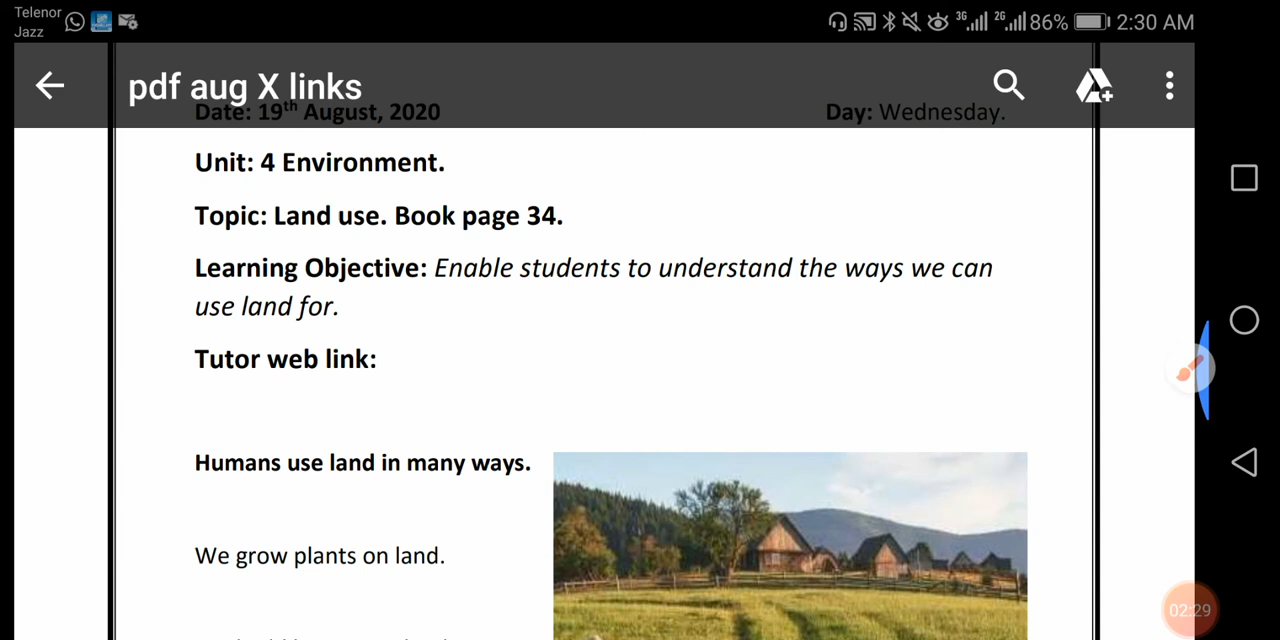 Telenor
Jazz
3G 2G 86% 2:30 AM
pdf aug X links
Date: 19th August, 2020 Day: Wednesday.
Unit: 4 Environment.
Topic: Land use. Book page 34.
Learning Objective: Enable students to understand the ways we can
use land for.
Tutor web link:
Humans use land in many ways.
We grow plants on land.
02:29